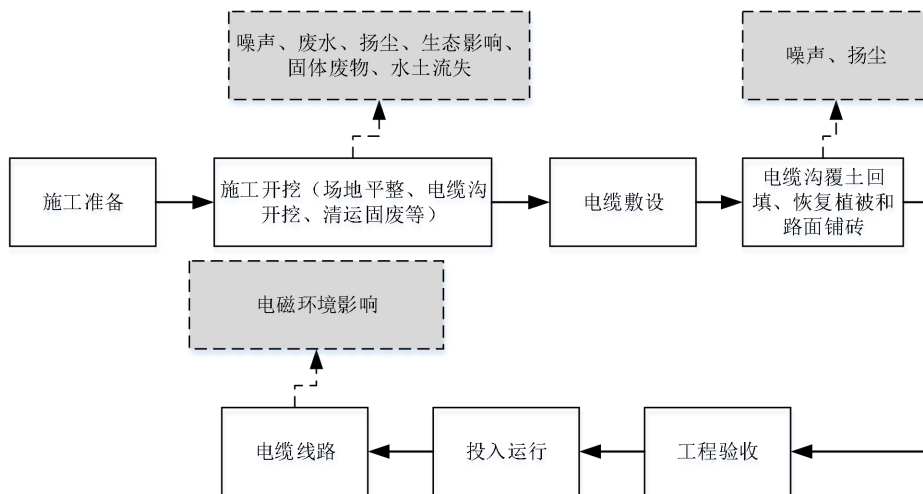 噪声、废水、扬尘、生态影响、
固体废物、水土流失
噪声、扬尘
施工准备
施工开挖（场地平整、电缆沟
开挖、清运固废等）
电缆敷设
电缆沟覆土回
填、恢复植被和
路面铺砖
电磁环境影响
电缆线路
投入运行
工程验收